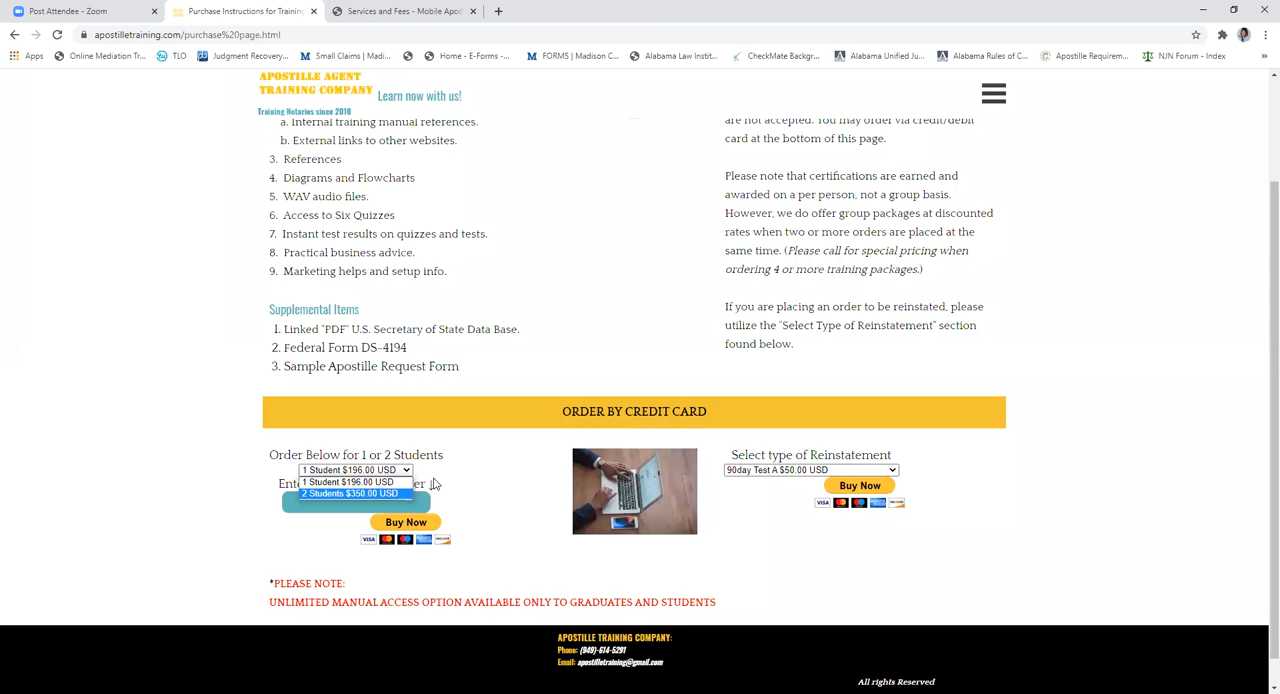 Post Attendee - Zoom
Purchase Instructions for Training
Services and Fees - Mobile Apos
apostilletraining.com/purchase%20page.html
Apps
Online Mediation Tr...
TLO
Judgment Recovery...
Small Claims | Madi...
Home - E-Forms -...
FORMS | Madison C...
Alabama Law Instit...
CheckMate Backgr...
Alabama Unified Ju...
Alabama Rules of C...
Apostille Requirem...
NJN Forum - Index
»
APOSTILLE AGENT
TRAINING COMPANY
Learn now with us!
Training Notaries since 2010
a. Internal training manual references.
b. External links to other websites.
3. References
4. Diagrams and Flowcharts
5. WAV audio files.
6. Access to Six Quizzes
7. Instant test results on quizzes and tests.
8. Practical business advice.
9. Marketing helps and setup info.
Supplemental Items
1. Linked "PDF" U.S. Secretary of State Data Base.
2. Federal Form DS-4194
3. Sample Apostille Request Form
are not accepted. You may order via credit/debit
card at the bottom of this page.
Please note that certifications are earned and
awarded on a per person, not a group basis.
However, we do offer group packages at discounted
rates when two or more orders are placed at the
same time. (Please call for special pricing when
ordering 4 or more training packages.)
If you are placing an order to be reinstated, please
utilize the "Select Type of Reinstatement" section
found below.
ORDER BY CREDIT CARD
Order Below for 1 or 2 Students
1 Student $196.00 USD
1 Student $196.00 USD
2 Students $350.00 USD
Buy Now
VISA
Select type of Reinstatement
90day Test A $50.00 USD
Buy Now
VISA
*PLEASE NOTE:
UNLIMITED MANUAL ACCESS OPTION AVAILABLE ONLY TO GRADUATES AND STUDENTS
APOSTILLE TRAINING COMPANY:
Phone: (949)-614-5291
Email: apostilletraining@gmail.com
All rights Reserved